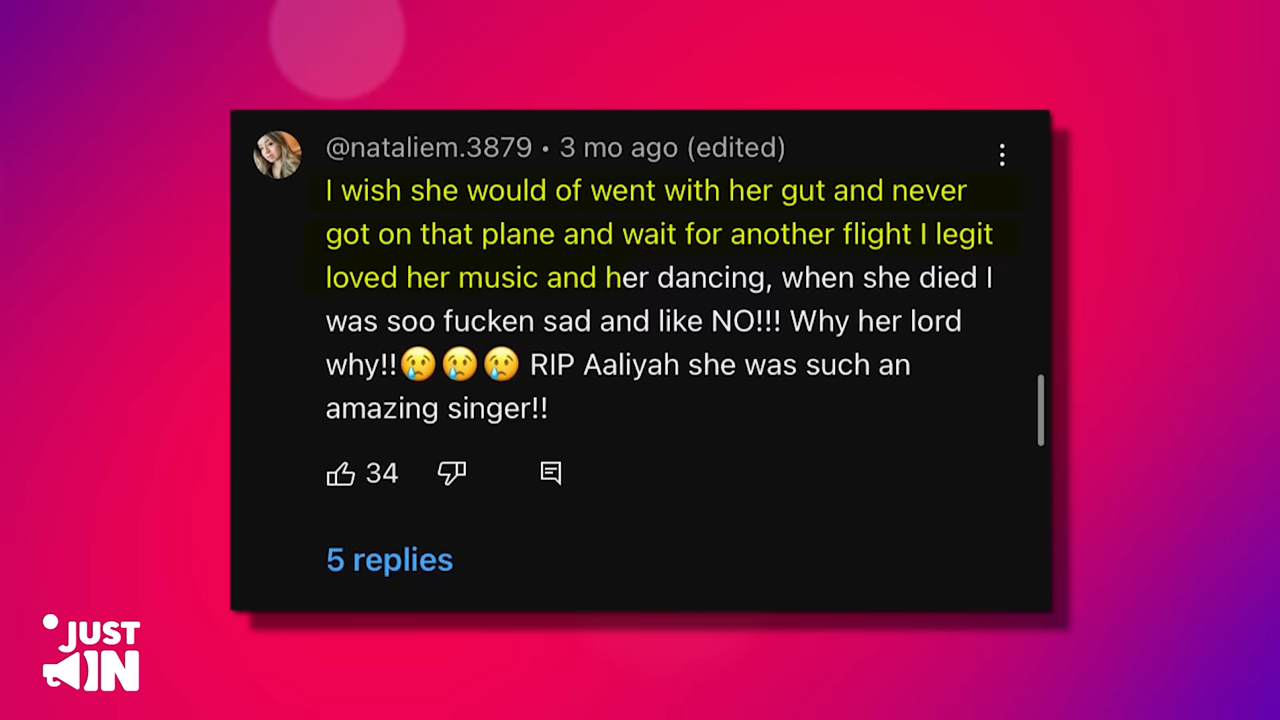 @nataliem.3879 • 3 mo ago (edited)
I wish she would of went with her gut and never
got on that plane and wait for another flight I legit
loved her music and her dancing, when she died I
was soo fucken sad and like NO!!! Why her lord
why!!😢😢😢 RIP Aaliyah she was such an
amazing singer!!
34
5 replies
JUST
IN